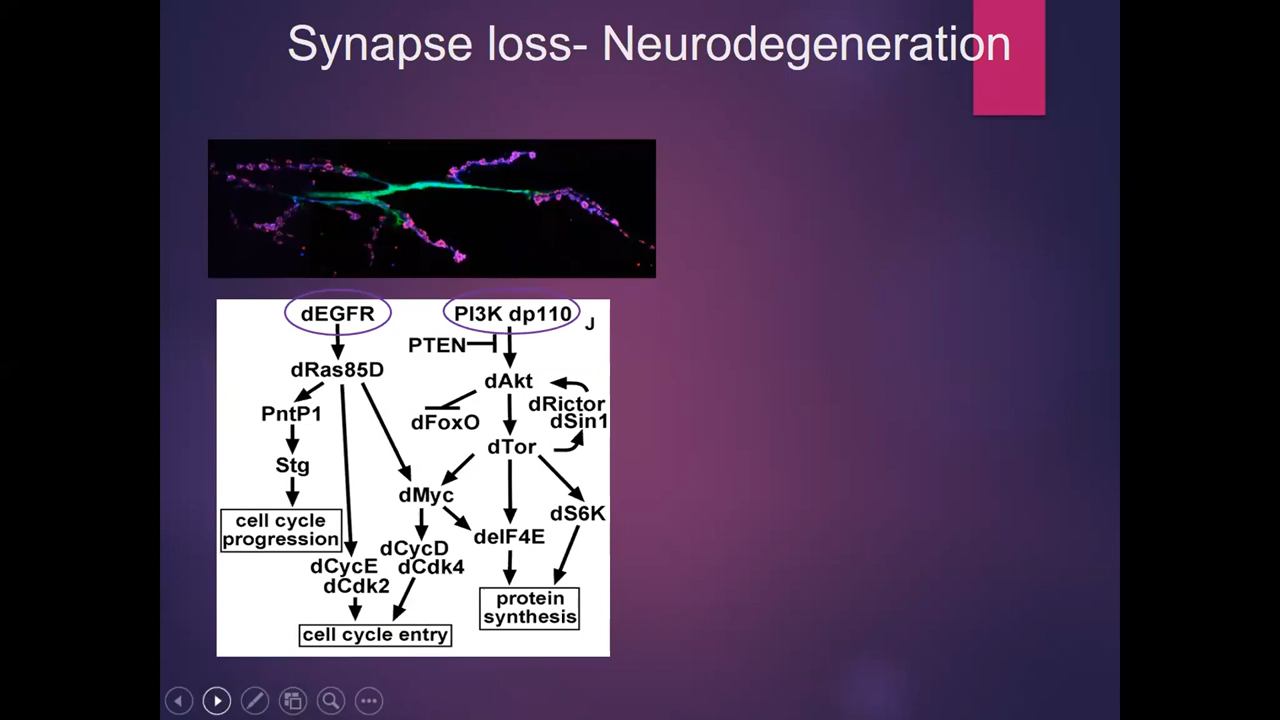 Synapse loss- Neurodegeneration
dEGFR
PI3K dp110
J
PTEN
dRas85D
dAkt
dRictor
dSin1
PntP1
dFoxO
dTor
Stg
dMyc
dS6K
cell cycle
progression
deIF4E
dCycD
dCdk4
dCycE
dCdk2
protein
synthesis
cell cycle entry